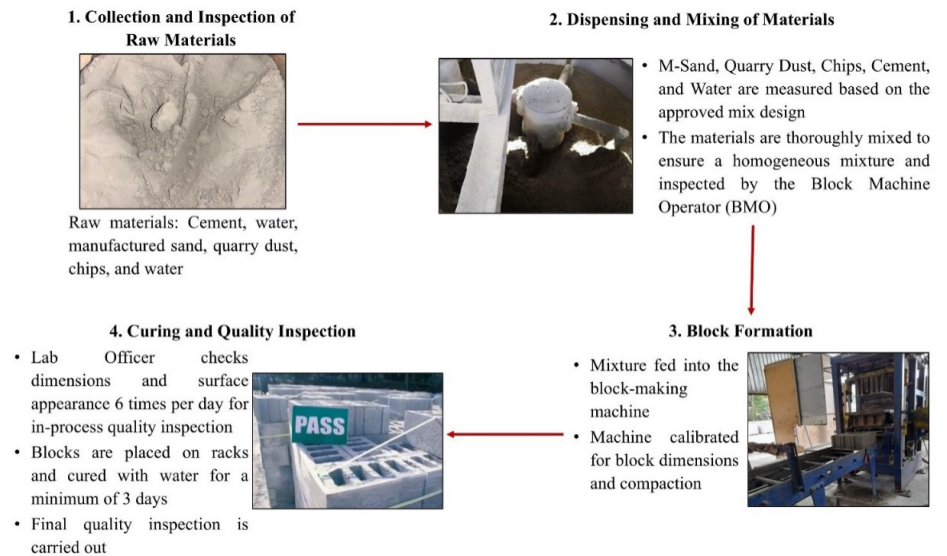 1. Collection and Inspection of
Raw Materials
Raw materials: Cement, water,
manufactured sand, quarry dust,
chips, and water
2. Dispensing and Mixing of Materials
• M-Sand, Quarry Dust, Chips, Cement,
and Water are measured based on the
approved mix design
• The materials are thoroughly mixed to
ensure a homogeneous mixture and
inspected by the Block Machine
Operator (BMO)
3. Block Formation
• Mixture fed into the
block-making
machine
• Machine calibrated
for block dimensions
and compaction
4. Curing and Quality Inspection
• Lab Officer checks
dimensions and surface
appearance 6 times per day for
in-process quality inspection
• Blocks are placed on racks
and cured with water for a
minimum of 3 days
• Final quality inspection is
carried out
PASS